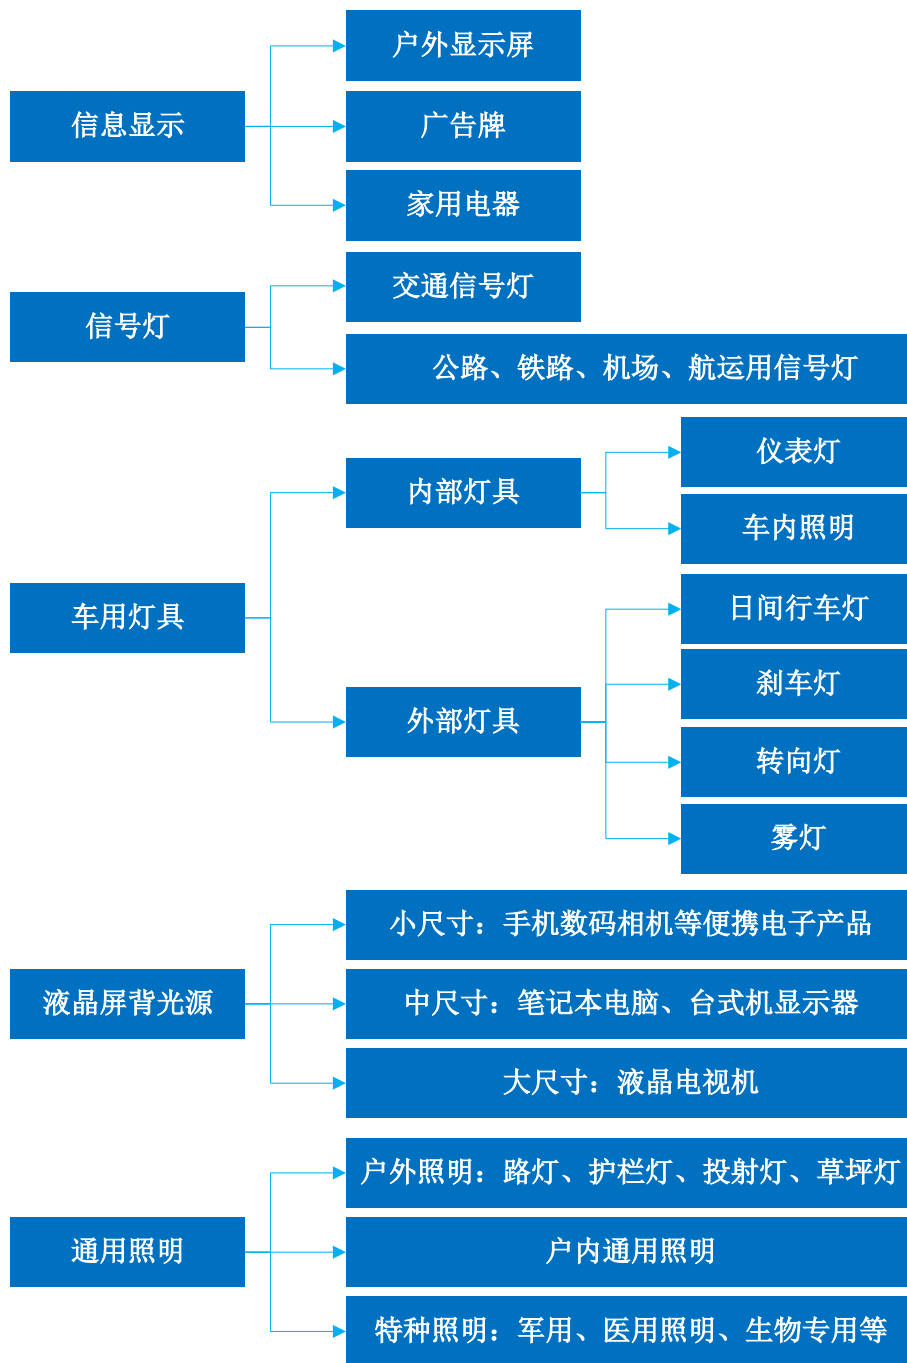 信息显示
户外显示屏
广告牌
家用电器
信号灯
交通信号灯
公路、铁路、机场、航运用信号灯
车用灯具
内部灯具
仪表灯
车内照明
外部灯具
日间行车灯
刹车灯
转向灯
雾灯
液晶屏背光源
小尺寸：手机数码相机等便携电子产品
中尺寸：笔记本电脑、台式机显示器
大尺寸：液晶电视机
通用照明
户外照明：路灯、护栏灯、投射灯、草坪灯
户内通用照明
特种照明：军用、医用照明、生物专用等